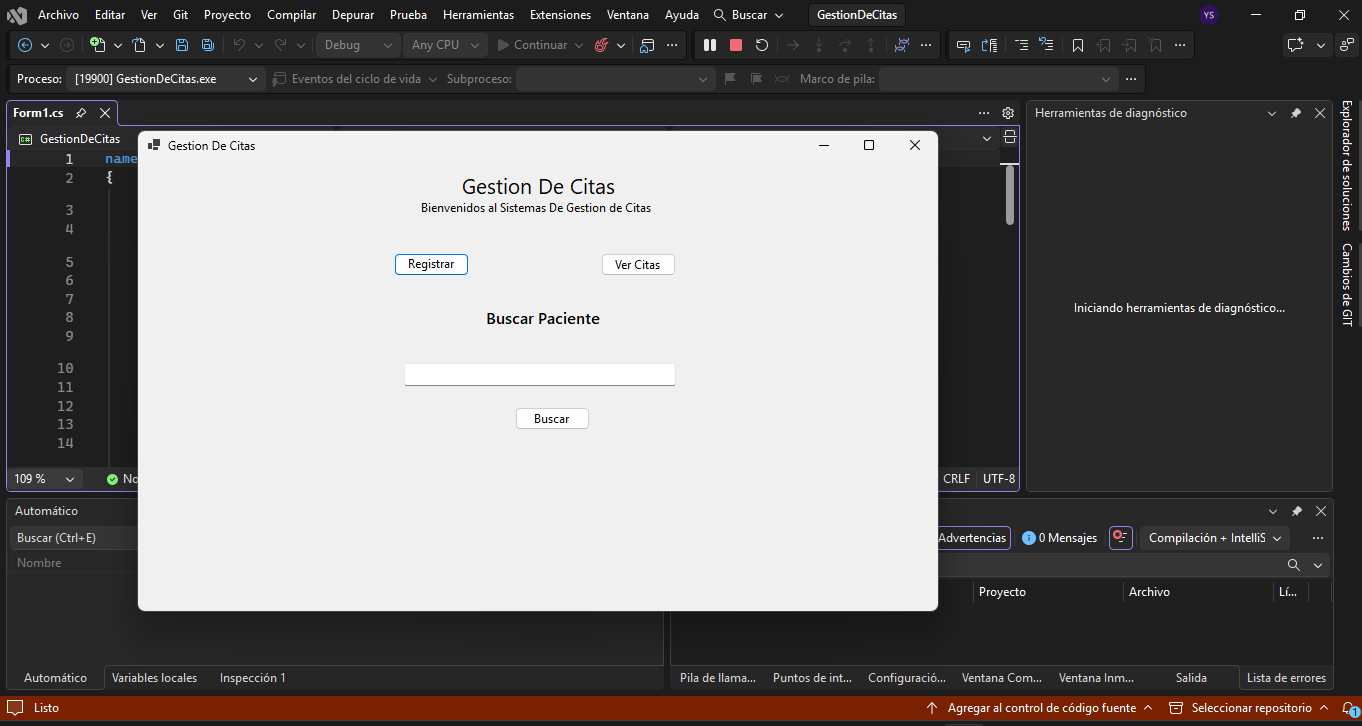 Archivo Editar Ver Git Proyecto Compilar Depurar Prueba Herramientas Extensiones Ventana Ayuda Buscar GestionDeCitas YS
Debug Any CPU Continuar
Proceso: [19900] GestionDeCitas.exe Eventos del ciclo de vida Subproceso: Marco de pila:
Form1.cs
GestionDeCitas
1 name
2 {
3
4
5
6
7
8
9
10
11
12
13
14
109 % No CRLF UTF-8
Gestion De Citas
Gestion De Citas
Bienvenidos al Sistemas De Gestion de Citas
Registrar Ver Citas
Buscar Paciente
Buscar
Herramientas de diagnóstico
Iniciando herramientas de diagnóstico...
Explorador de soluciones
Cambios de GIT
Automático
Buscar (Ctrl+E)
Nombre
Advertencias 0 Mensajes Compilación + IntelliS
Proyecto Archivo Lí...
Automático Variables locales Inspección 1
Pila de llama... Puntos de int... Configuració... Ventana Com... Ventana Inm... Salida Lista de errores
Listo Agregar al control de código fuente Seleccionar repositorio 1